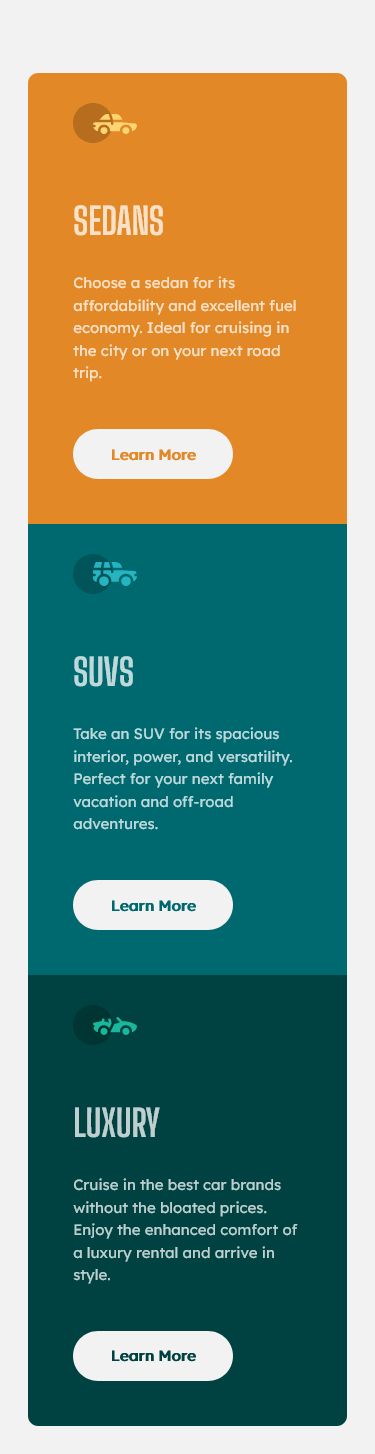 SEDANS
Choose a sedan for its
affordability and excellent fuel
economy. Ideal for cruising in
the city or on your next road
trip.
Learn More
SUVS
Take an SUV for its spacious
interior, power, and versatility.
Perfect for your next family
vacation and off-road
adventures.
Learn More
LUXURY
Cruise in the best car brands
without the bloated prices.
Enjoy the enhanced comfort of
a luxury rental and arrive in
style.
Learn More